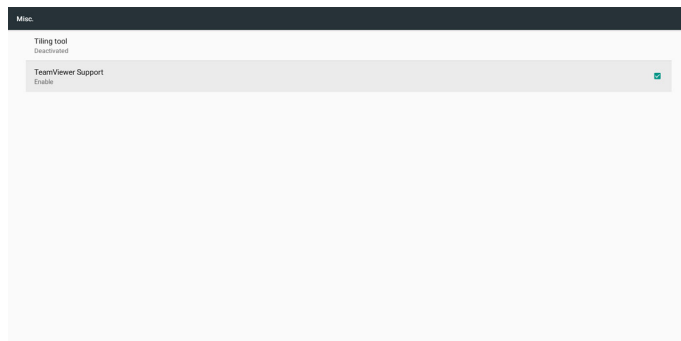 Misc.
Tiling tool
Deactivated
TeamViewer Support
Enable